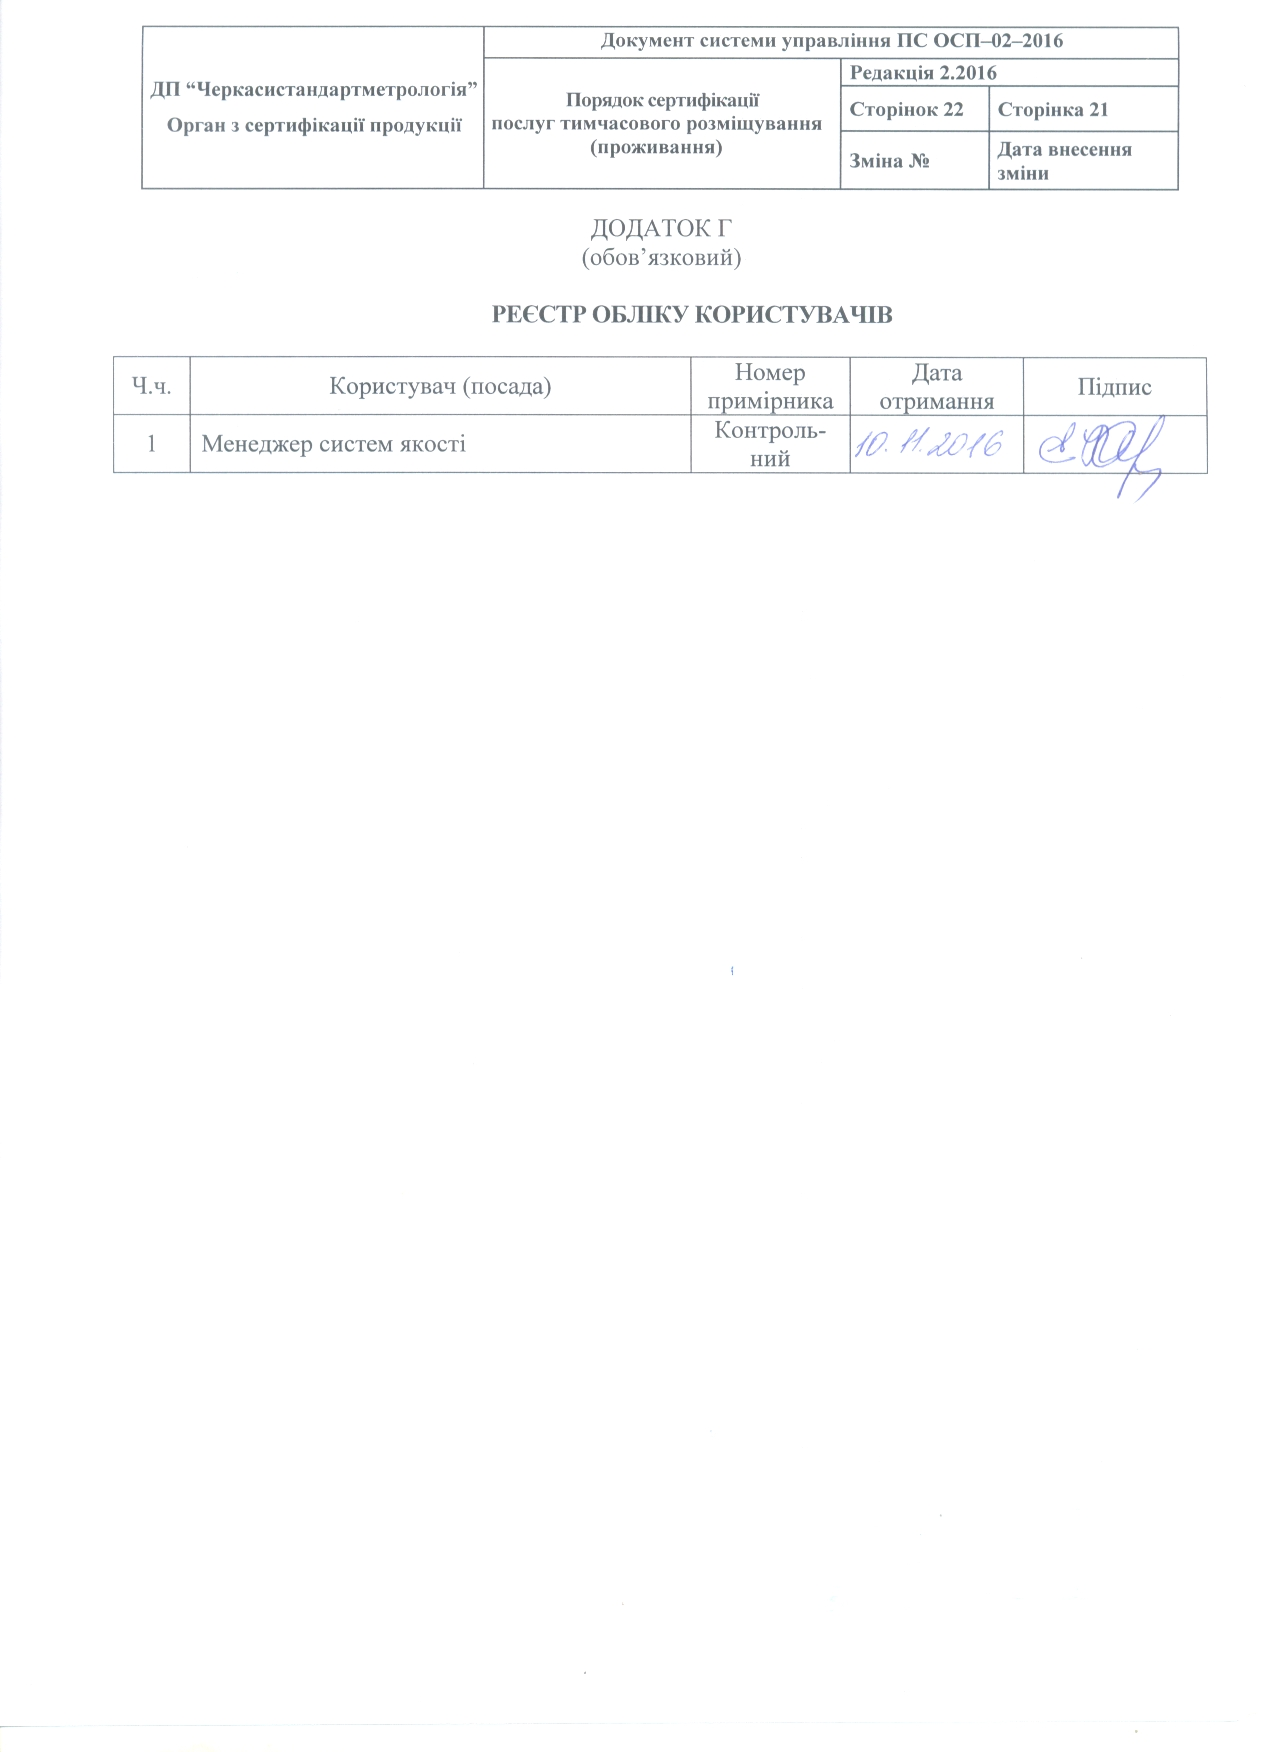 ДП “Черкасистандартметрологія”
Орган з сертифікації продукції
Документ системи управління ПС ОСП–02–2016
Порядок сертифікації
послуг тимчасового розміщування
(проживання)
Редакція 2.2016
Сторінок 22
Сторінка 21
Зміна №
Дата внесення
зміни
ДОДАТОК Г
(обов’язковий)
РЕЄСТР ОБЛІКУ КОРИСТУВАЧІВ
Ч.ч.
Користувач (посада)
Номер
примірника
Дата
отримання
Підпис
1
Менеджер систем якості
Контроль-
ний
10.11.2016